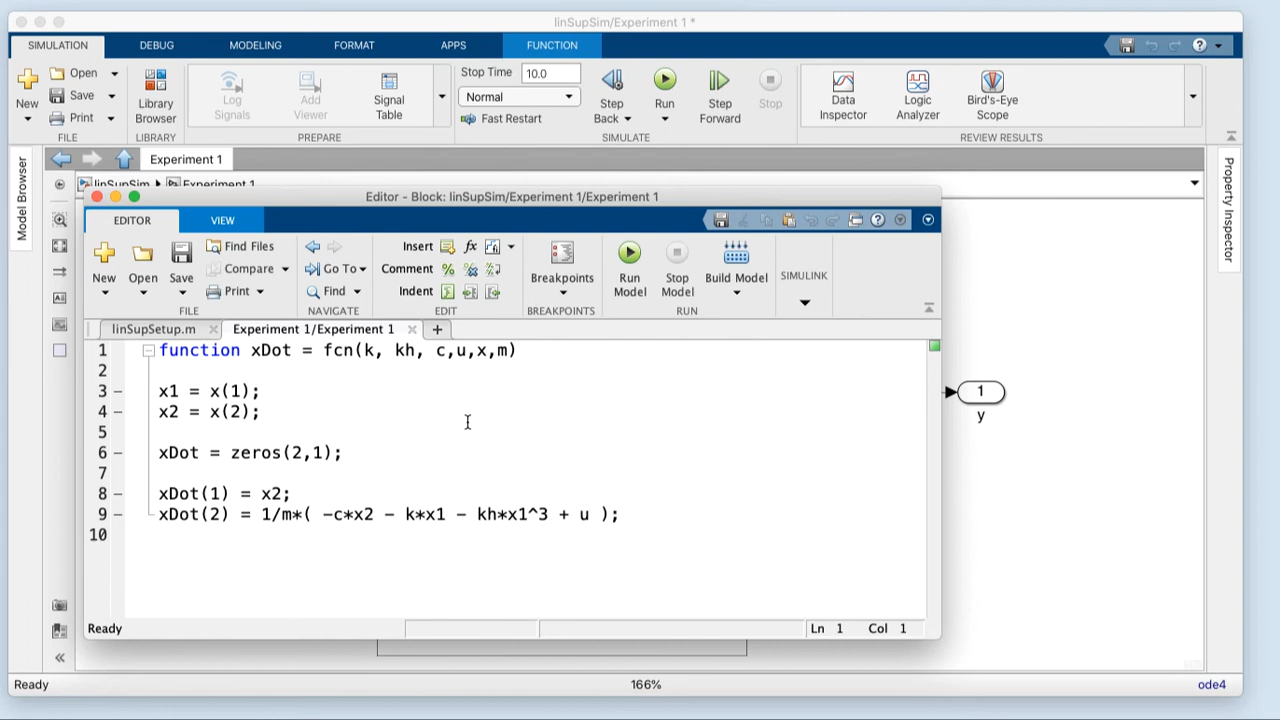 linSupSim/Experiment 1 *
SIMULATION DEBUG MODELING FORMAT APPS FUNCTION
New
Open
Save
Print
FILE
Library Browser
LIBRARY
Log Signals
Add Viewer
Signal Table
PREPARE
Stop Time 10.0
Normal
Fast Restart
Step Back
Run
Step Forward
Stop
SIMULATE
Data Inspector
Logic Analyzer
Bird's-Eye Scope
REVIEW RESULTS
Model Browser
Experiment 1
linSupSim Experiment 1
Property Inspector
Editor - Block: linSupSim/Experiment 1/Experiment 1
EDITOR VIEW
New
Open
Save
Find Files
Compare
Print
FILE
Go To
Find
NAVIGATE
Insert
Comment
Indent
EDIT
Breakpoints
BREAKPOINTS
Run Model
Stop Model
Build Model
RUN
SIMULINK
linSupSetup.m Experiment 1/Experiment 1
1 function xDot = fcn(k, kh, c,u,x,m)
2
3 x1 = x(1);
4 x2 = x(2);
5
6 xDot = zeros(2,1);
7
8 xDot(1) = x2;
9 xDot(2) = 1/m*( -c*x2 - k*x1 - kh*x1^3 + u );
10
Ready Ln 1 Col 1
1
y
Ready 166% ode4